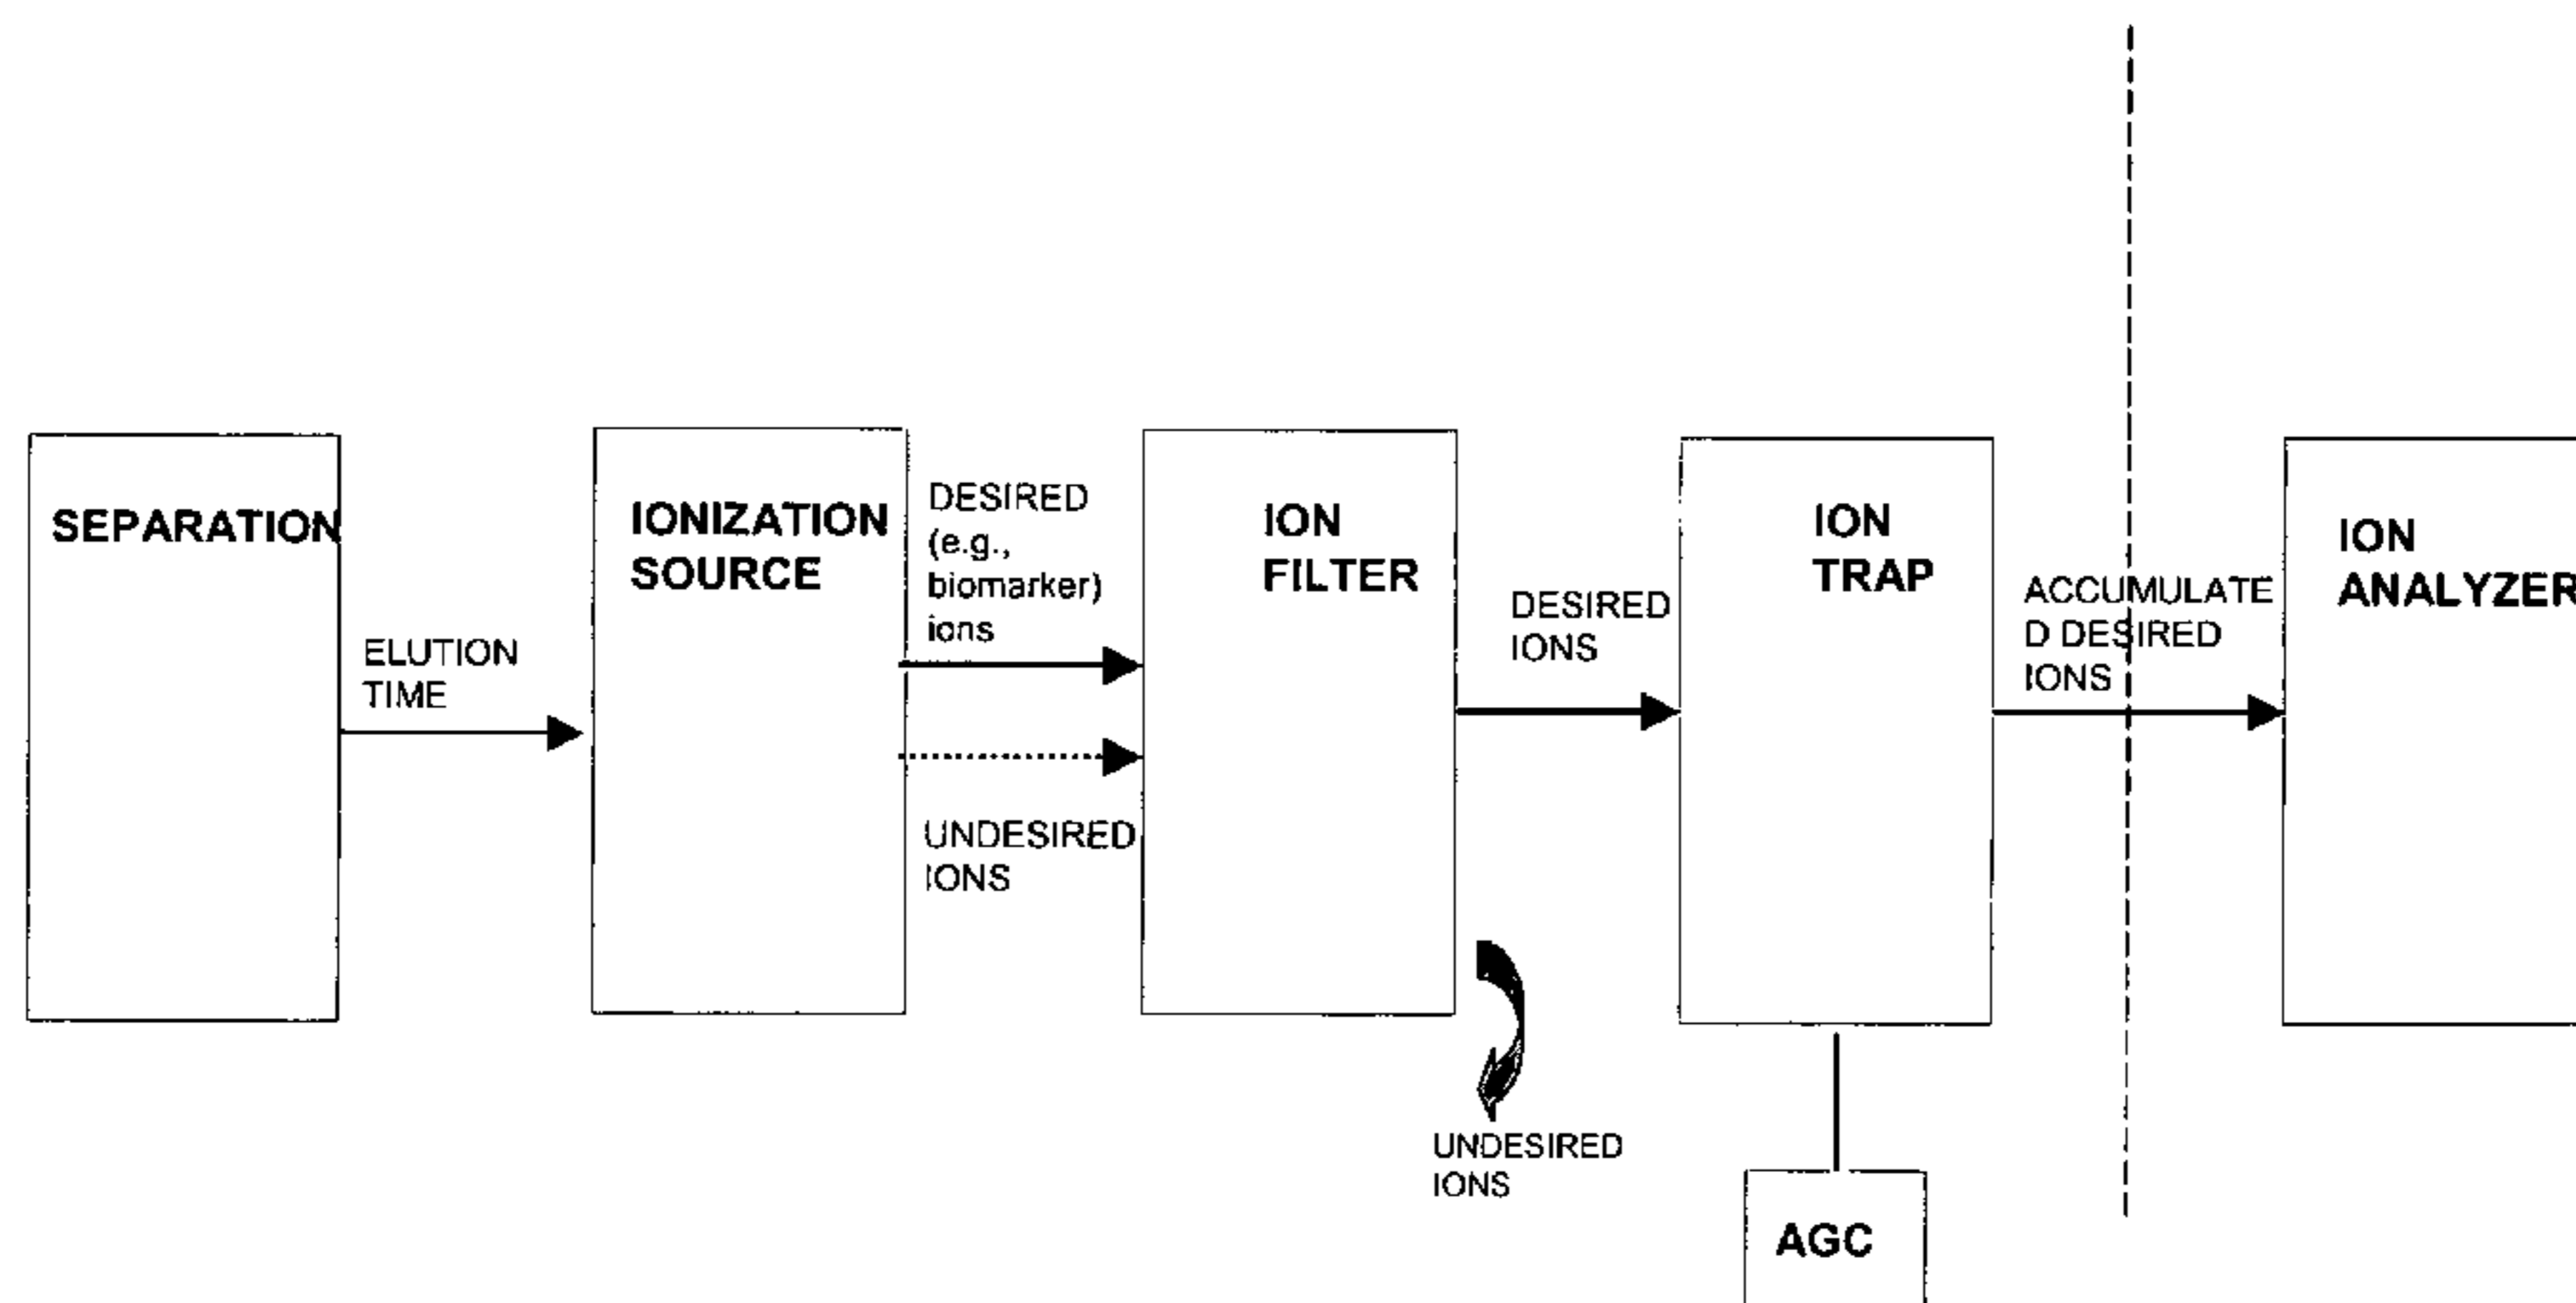 SEPARATION
ELUTION
TIME
IONIZATION
SOURCE
DESIRED
(e.g.,
biomarker)
ions
UNDESIRED
IONS
ION
FILTER
DESIRED
IONS
UNDESIRED
IONS
ION
TRAP
AGC
ACCUMULATE
D DESIRED
IONS
ION
ANALYZER